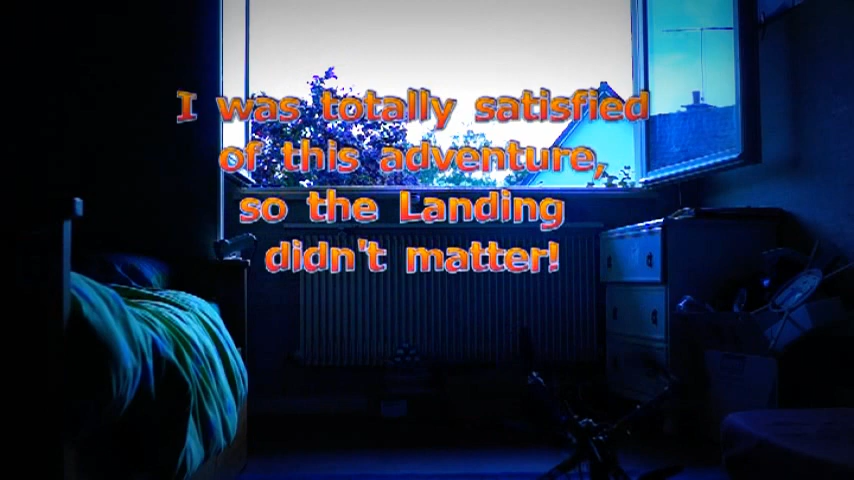 I was totally satisfied
of this adventure,
so the Landing
didn't matter!